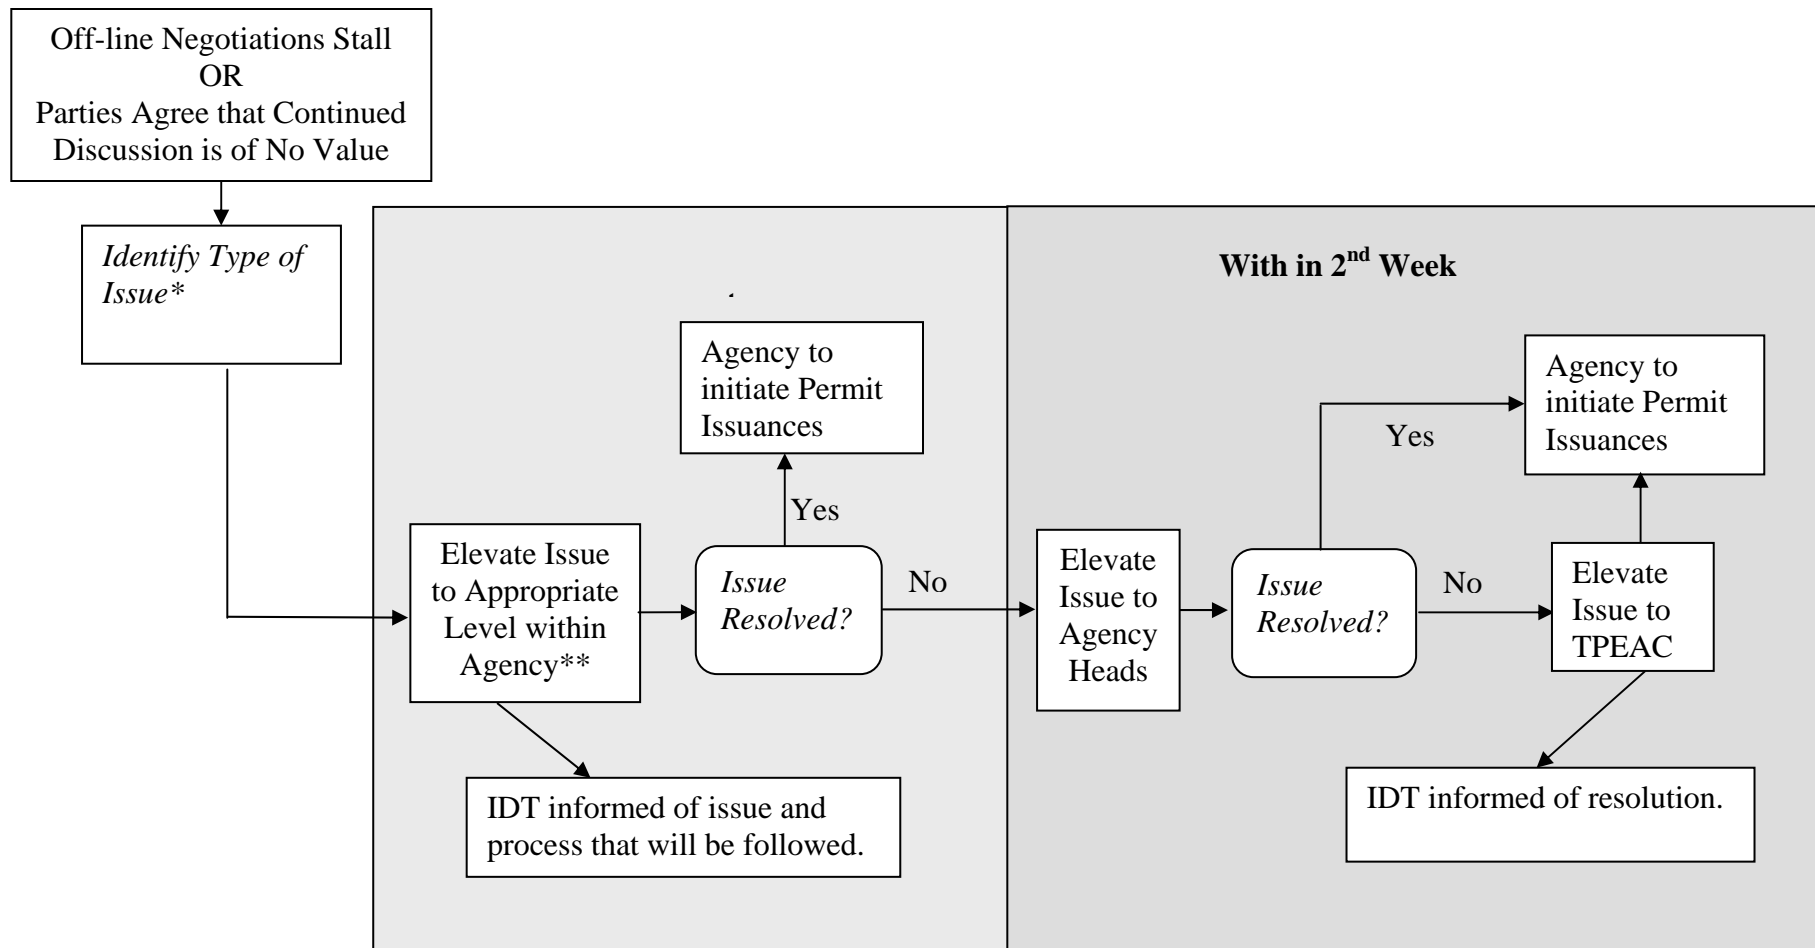 Off-line Negotiations Stall
OR
Parties Agree that Continued
Discussion is of No Value
Identify Type of
Issue*
With in 2nd Week
Agency to
initiate Permit
Issuances
Agency to
initiate Permit
Issuances
Yes
Yes
Elevate Issue
to Appropriate
Level within
Agency**
Issue
Resolved?
No
Elevate
Issue to
Agency
Heads
Issue
Resolved?
No
Elevate
Issue to
TPEAC
IDT informed of issue and
process that will be followed.
IDT informed of resolution.